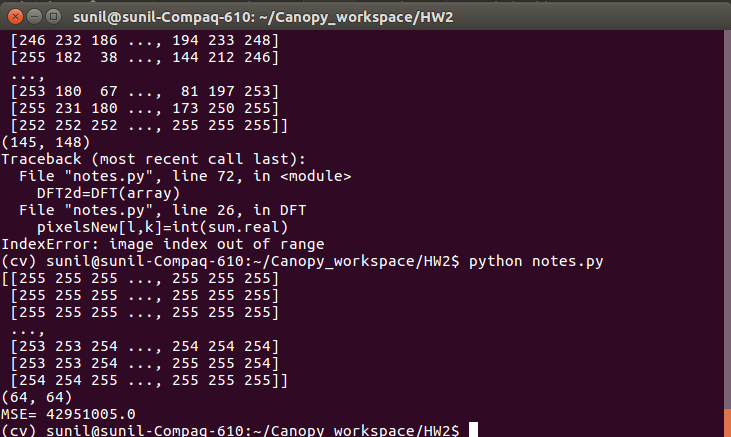 sunil@sunil-Compaq-610: ~/Canopy_workspace/HW2
[246 232 186 ..., 194 233 248]
[255 182  38 ..., 144 212 246]
...,
[253 180  67 ...,  81 197 253]
[255 231 180 ..., 173 250 255]
[252 252 252 ..., 255 255 255]]
(145, 148)
Traceback (most recent call last):
  File "notes.py", line 72, in <module>
    DFT2d=DFT(array)
  File "notes.py", line 26, in DFT
    pixelsNew[l,k]=int(sum.real)
IndexError: image index out of range
(cv) sunil@sunil-Compaq-610:~/Canopy_workspace/HW2$ python notes.py
[[255 255 255 ..., 255 255 255]
 [255 255 255 ..., 255 255 255]
 [255 255 255 ..., 255 255 255]
 ...,
 [253 253 254 ..., 254 254 254]
 [253 253 254 ..., 255 255 254]
 [254 254 255 ..., 255 255 255]]
(64, 64)
MSE= 42951005.0
(cv) sunil@sunil-Compaq-610:~/Canopy_workspace/HW2$